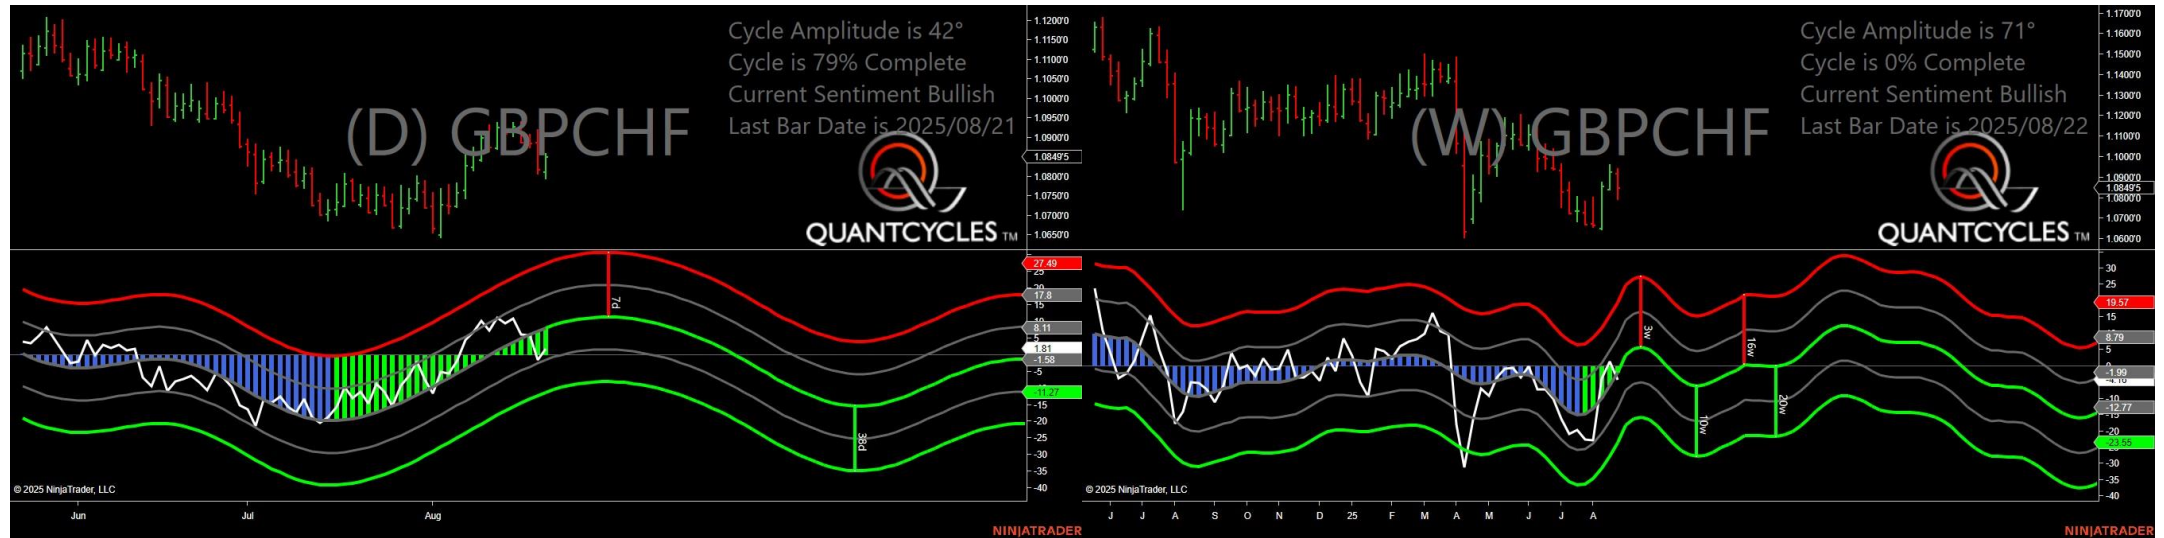 Cycle Amplitude is 42°
Cycle is 79% Complete
Current Sentiment Bullish
Last Bar Date is 2025/08/21
(D) GBPCHF
QUANTCYCLES TM
1.1200'0
1.1150'0
1.1100'0
1.1050'0
1.1000'0
1.0950'0
1.0900'0
1.0849'5
1.0800'0
1.0750'0
1.0700'0
1.0650'0
27.49
25
20
17.8
15
10
8.11
1.81
-1.58
-5
-11.27
-15
-20
-25
-30
-35
-40
7d
38d
© 2025 NinjaTrader, LLC
Jun
Jul
Aug
NINJATRADER
Cycle Amplitude is 71°
Cycle is 0% Complete
Current Sentiment Bullish
Last Bar Date is 2025/08/22
(W) GBPCHF
QUANTCYCLES TM
1.1700'0
1.1600'0
1.1500'0
1.1400'0
1.1300'0
1.1200'0
1.1100'0
1.1000'0
1.0900'0
1.0849'5
1.0800'0
1.0700'0
1.0600'0
30
25
19.57
15
8.79
5
-1.99
-4.16
-10
-12.77
-15
-20
-23.55
-30
-35
-40
3w
10w
16w
20w
© 2025 NinjaTrader, LLC
J J A S O N D 25 F M A M J J A
NINJATRADER